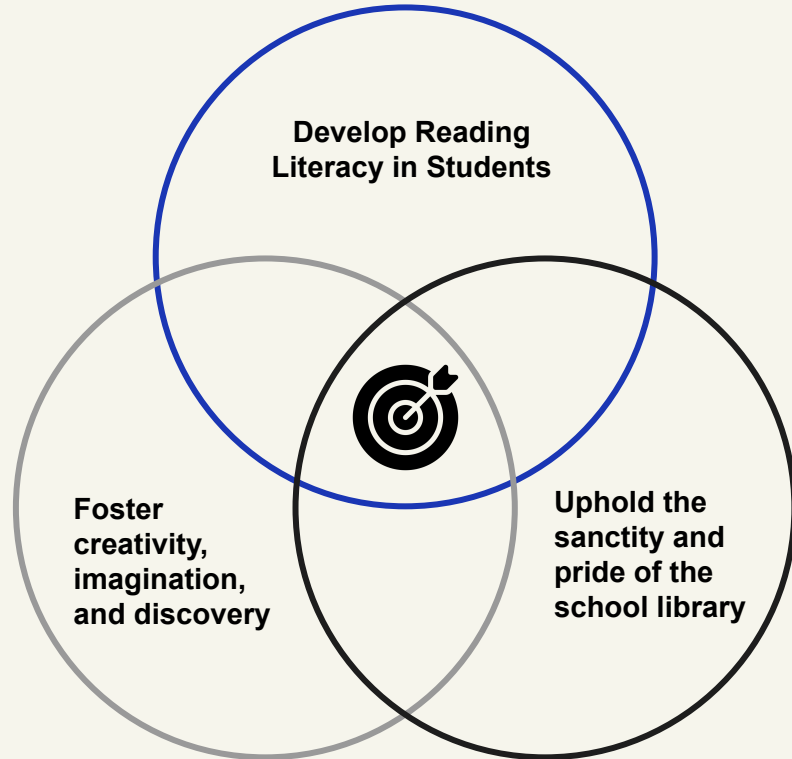 Develop Reading
Literacy in Students
Foster
creativity,
imagination,
and discovery
Uphold the
sanctity and
pride of the
school library